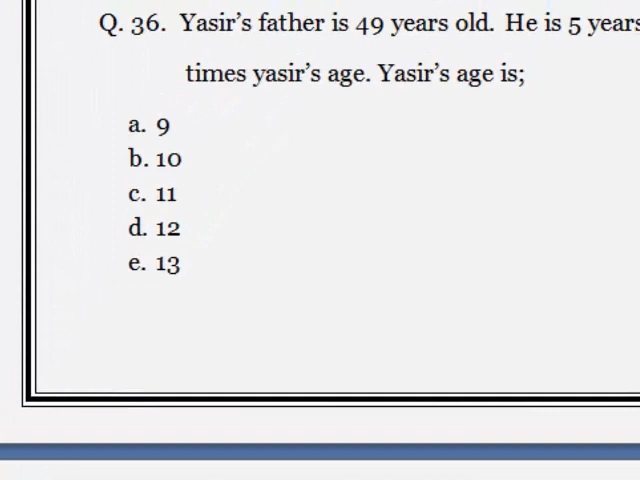 Q. 36. Yasir’s father is 49 years old. He is 5 years
times yasir’s age. Yasir’s age is;
a. 9
b. 10
c. 11
d. 12
e. 13